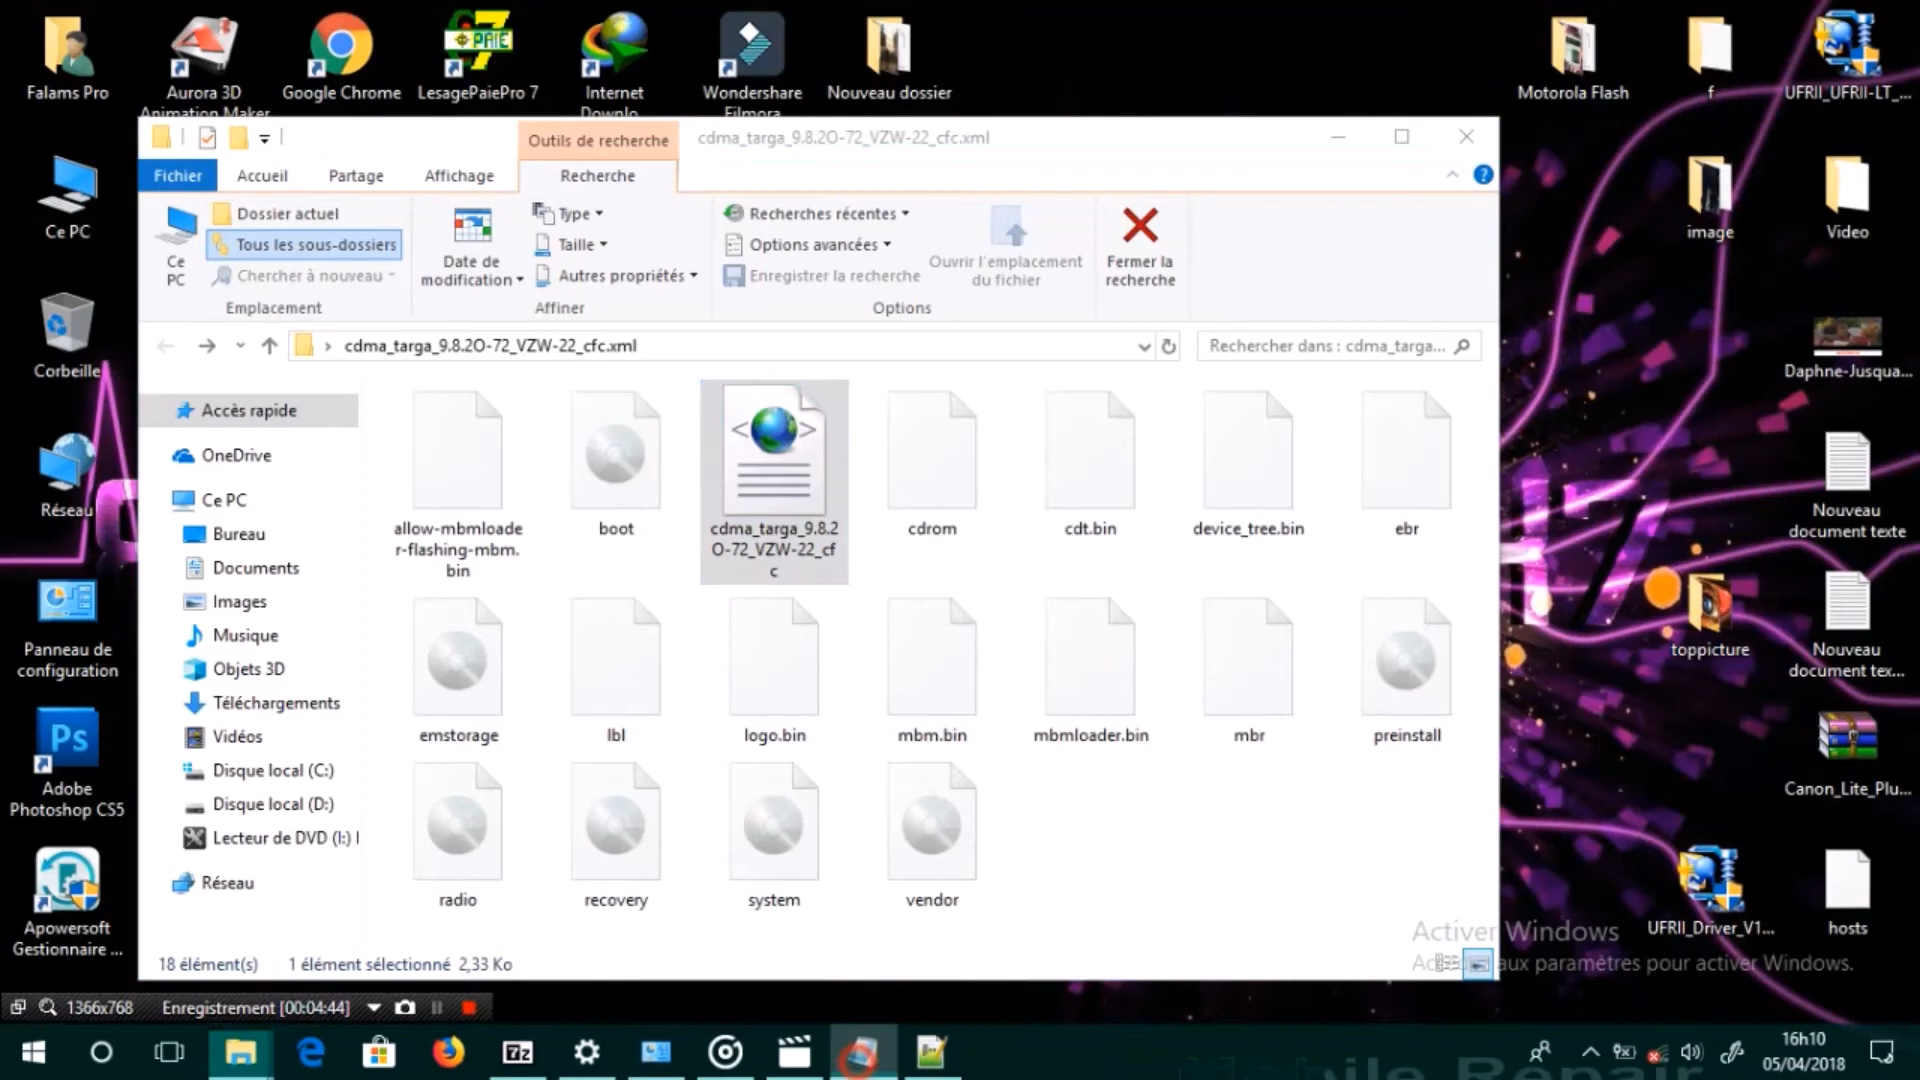 Falams Pro
Aurora 3D
Animation Maker
Google Chrome
LesagePaiePro 7
Internet
Downlo...
Wondershare
Filmora
Nouveau dossier
Motorola Flash
f
UFRII_UFRII-LT_...
Outils de recherche
cdma_targa_9.8.2O-72_VZW-22_cfc.xml
Fichier
Accueil
Partage
Affichage
Recherche
Ce PC
Dossier actuel
Tous les sous-dossiers
Chercher à nouveau
Emplacement
Date de
modification
Type
Taille
Autres propriétés
Affiner
Recherches récentes
Options avancées
Enregistrer la recherche
Ouvrir l'emplacement
du fichier
Options
Fermer la
recherche
cdma_targa_9.8.2O-72_VZW-22_cfc.xml
Rechercher dans : cdma_targa...
Accès rapide
OneDrive
Ce PC
Bureau
Documents
Images
Musique
Objets 3D
Téléchargements
Vidéos
Disque local (C:)
Disque local (D:)
Lecteur de DVD (I:)
Réseau
allow-mbmloade
r-flashing-mbm.
bin
boot
cdma_targa_9.8.2
O-72_VZW-22_cf
c
cdrom
cdt.bin
device_tree.bin
ebr
emstorage
lbl
logo.bin
mbm.bin
mbmloader.bin
mbr
preinstall
radio
recovery
system
vendor
18 élément(s)
1 élément sélectionné 2,33 Ko
Ce PC
Corbeille
Réseau
Panneau de
configuration
Ps
Adobe
Photoshop CS5
Apowersoft
Gestionnaire ...
image
Video
Daphne-Jusqua...
Nouveau
document texte
toppicture
Nouveau
document tex...
Canon_Lite_Plu...
UFRII_Driver_V1...
hosts
Activer Windows
aux paramètres pour activer Windows.
1366x768
Enregistrement [00:04:44]
7z
Mobile Repair
16h10
05/04/2018